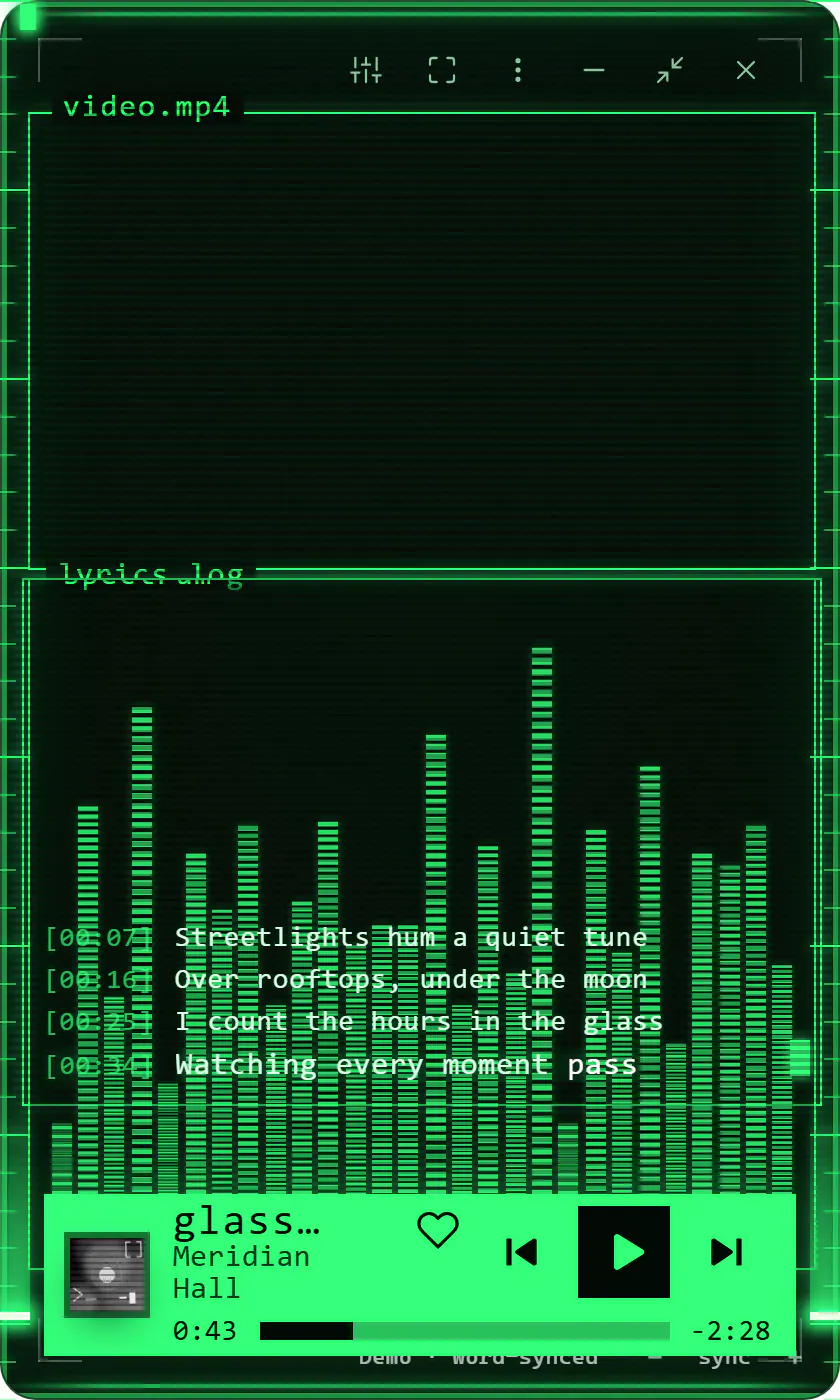 video.mp4
lyrics.log
[00:07] Streetlights hum a quiet tune
[00:16] Over rooftops, under the moon
[00:25] I count the hours in the glass
[00:34] Watching every moment pass
glass…
Meridian
Hall
0:43 -2:28
Demo · Word-synced − sync +